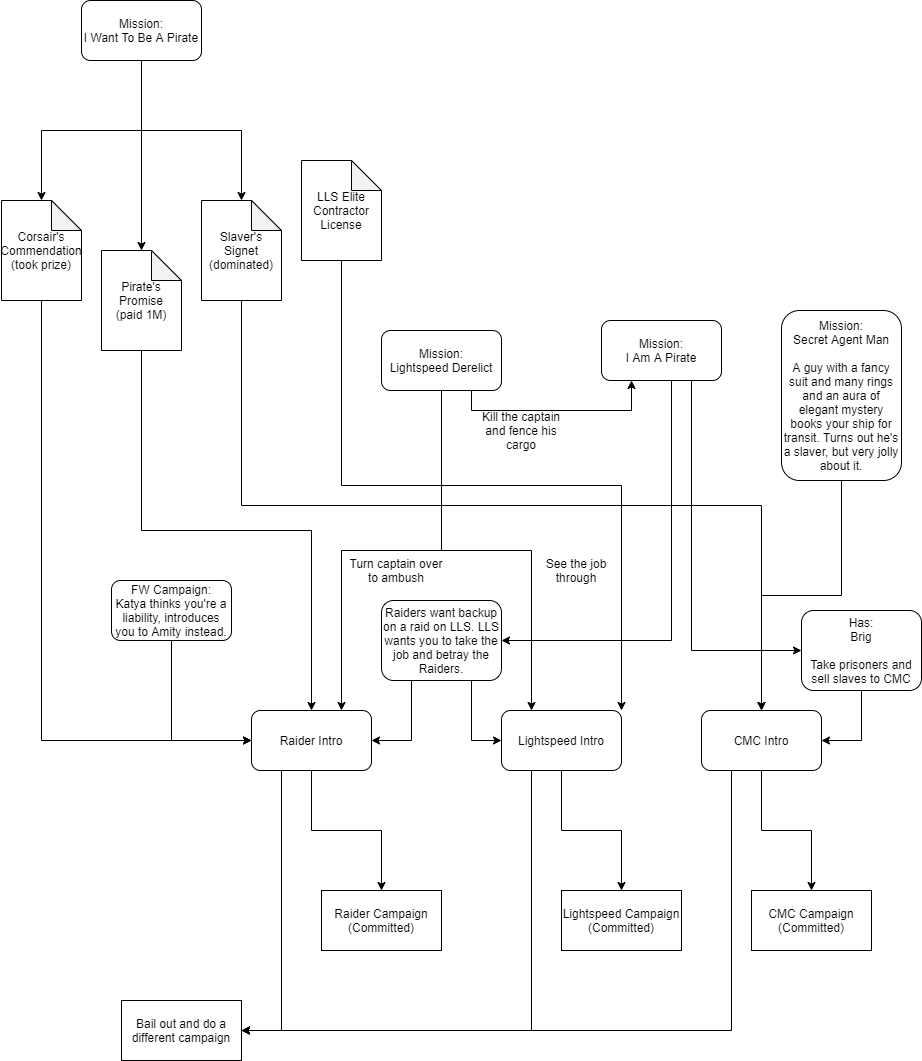 Mission:
I Want To Be A Pirate
LLS Elite
Contractor
License
Corsair's
Commendation
(took prize)
Slaver's
Signet
(dominated)
Pirate's
Promise
(paid 1M)
Mission:
Lightspeed Derelict
Mission:
I Am A Pirate
Mission:
Secret Agent Man
A guy with a fancy
suit and many rings
and an aura of
elegant mystery
books your ship for
transit. Turns out he's
a slaver, but very jolly
about it.
Kill the captain
and fence his
cargo
Turn captain over
to ambush
See the job
through
FW Campaign:
Katya thinks you're a
liability, introduces
you to Amity instead.
Raiders want backup
on a raid on LLS. LLS
wants you to take the
job and betray the
Raiders.
Has:
Brig
Take prisoners and
sell slaves to CMC
Raider Intro
Lightspeed Intro
CMC Intro
Raider Campaign
(Committed)
Lightspeed Campaign
(Committed)
CMC Campaign
(Committed)
Bail out and do a
different campaign